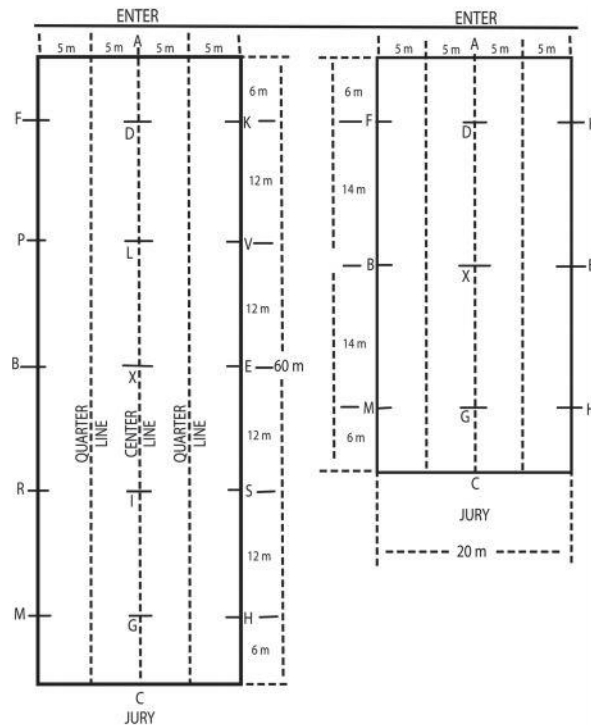 ENTER
5 m 5 m A 5 m 5 m
6 m
F D K
12 m
P L V
12 m
B X E 60 m
QUARTER LINE
CENTER LINE
QUARTER LINE
12 m
R I S
12 m
M G H
6 m
C
JURY
ENTER
5 m 5 m A 5 m 5 m
6 m
F D
14 m
B X
14 m
M G H
6 m
C
JURY
20 m